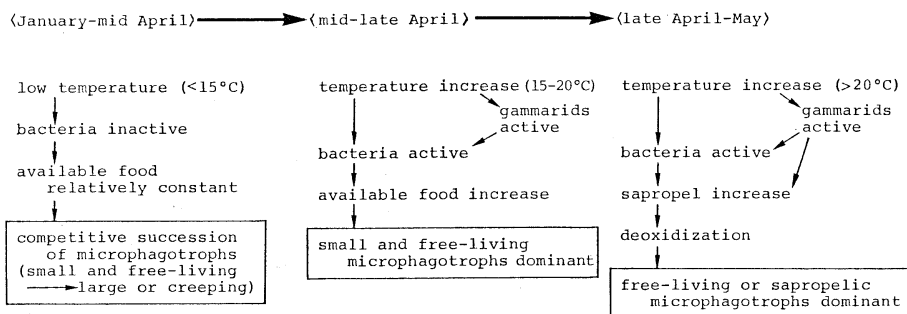 ⟨January-mid April⟩
⟨mid-late April⟩
⟨late April-May⟩
low temperature (<15°C)
bacteria inactive
available food
relatively constant
competitive succession
of microphagotrophs
(small and free-living
large or creeping)
temperature increase (15-20°C)
gammarids
active
bacteria active
available food increase
small and free-living
microphagotrophs dominant
temperature increase (>20°C)
gammarids
active
bacteria active
sapropel increase
deoxidization
free-living or sapropelic
microphagotrophs dominant